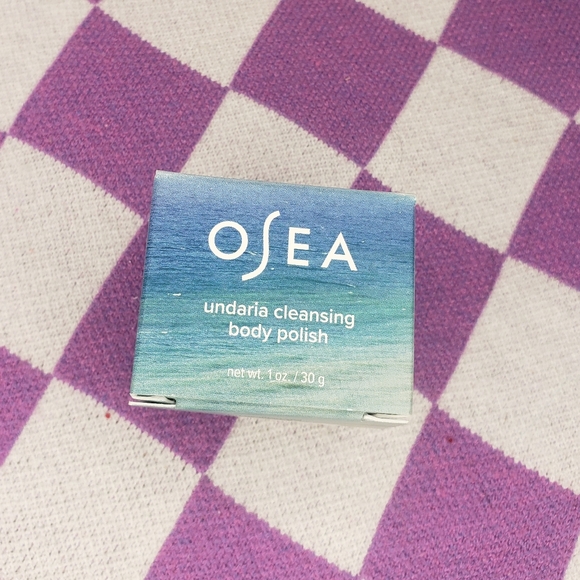 OSEA
undaria cleansing
body polish
net wt. 1 oz. / 30 g